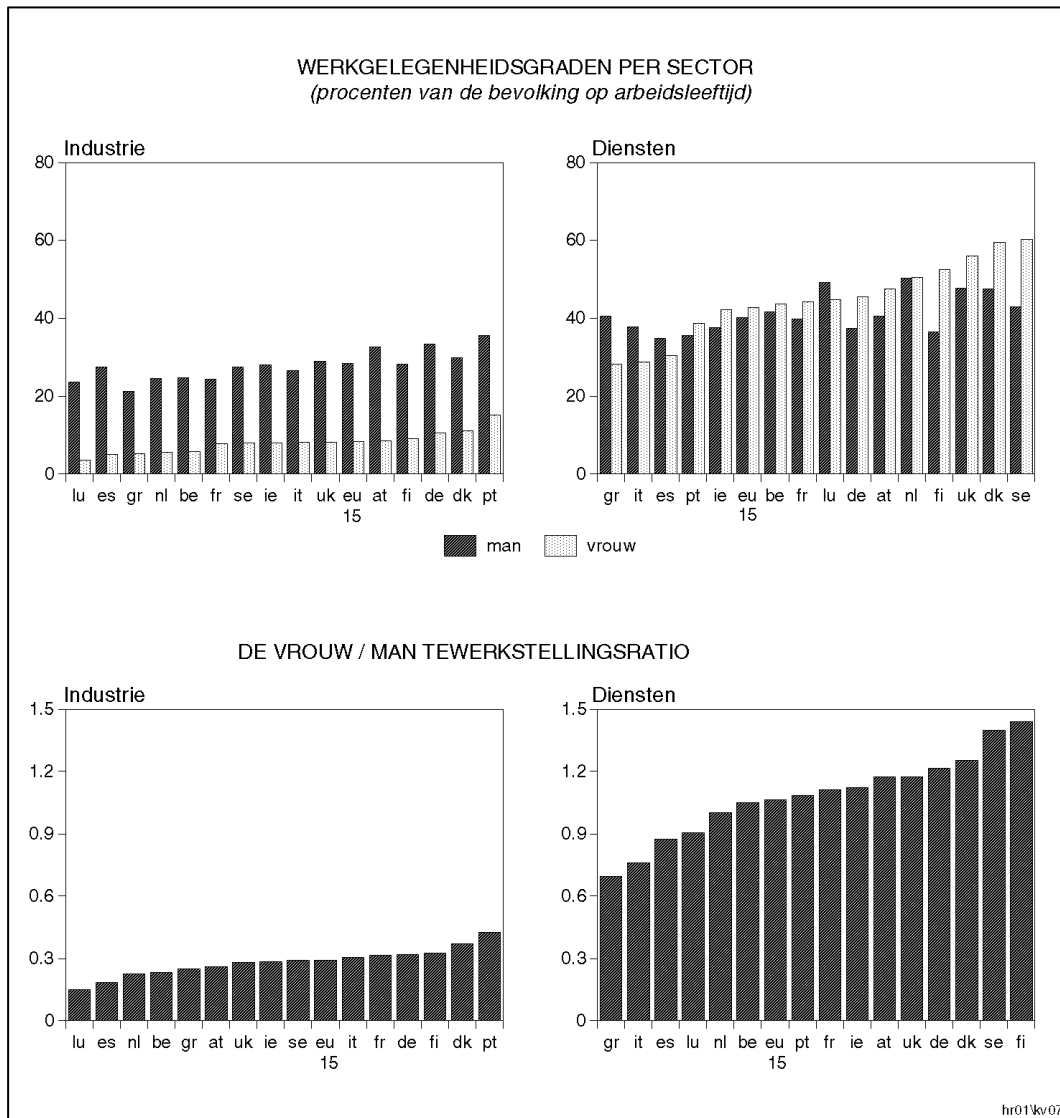 WERKGELEGENHEIDSGRADEN PER SECTOR
(procenten van de bevolking op arbeidsleeftijd)
Industrie
80
60
40
20
0
lu es gr nl be fr se ie it uk eu at fi de dk pt
15
Diensten
80
60
40
20
0
gr it es pt ie eu be fr lu de at nl fi uk dk se
15
man vrouw
DE VROUW / MAN TEWERKSTELLINGSRATIO
Industrie
1.5
1.2
0.9
0.6
0.3
0
lu es nl be gr at uk ie se eu it fr de fi dk pt
15
Diensten
1.5
1.2
0.9
0.6
0.3
0
gr it es lu nl be eu pt fr ie at uk de dk se fi
15
hr01\kv07